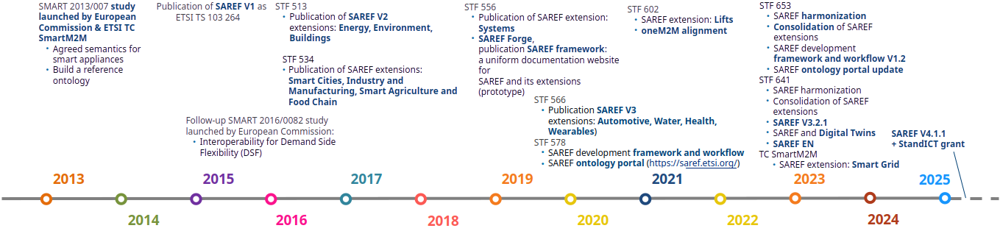 SMART 2013/007 study
launched by European
Commission & ETSI TC
SmartM2M
• Agreed semantics for
smart appliances
• Build a reference
ontology
Publication of SAREF V1 as
ETSI TS 103 264
STF 513
• Publication of SAREF V2
extensions: Energy, Environment,
Buildings
STF 534
• Publication of SAREF extensions:
Smart Cities, Industry and
Manufacturing, Smart Agriculture and
Food Chain
Follow-up SMART 2016/0082 study
launched by European Commission:
• Interoperability for Demand Side
Flexibility (DSF)
STF 556
• Publication of SAREF extension:
Systems
• SAREF Forge,
publication SAREF framework:
a uniform documentation website
for
SAREF and its extensions
(prototype)
STF 566
• Publication SAREF V3
extensions: Automotive, Water, Health,
Wearables)
STF 578
• SAREF development framework and workflow
• SAREF ontology portal (https://saref.etsi.org/)
STF 602
• SAREF extension: Lifts
• oneM2M alignment
STF 653
• SAREF harmonization
• Consolidation of SAREF
extensions
• SAREF development
framework and workflow V1.2
• SAREF ontology portal update
STF 641
• SAREF harmonization
• Consolidation of SAREF
extensions
• SAREF V3.2.1
• SAREF and Digital Twins
• SAREF EN
TC SmartM2M
• SAREF extension: Smart Grid
SAREF V4.1.1
+ StandICT grant
2013
2014
2015
2016
2017
2018
2019
2020
2021
2022
2023
2024
2025